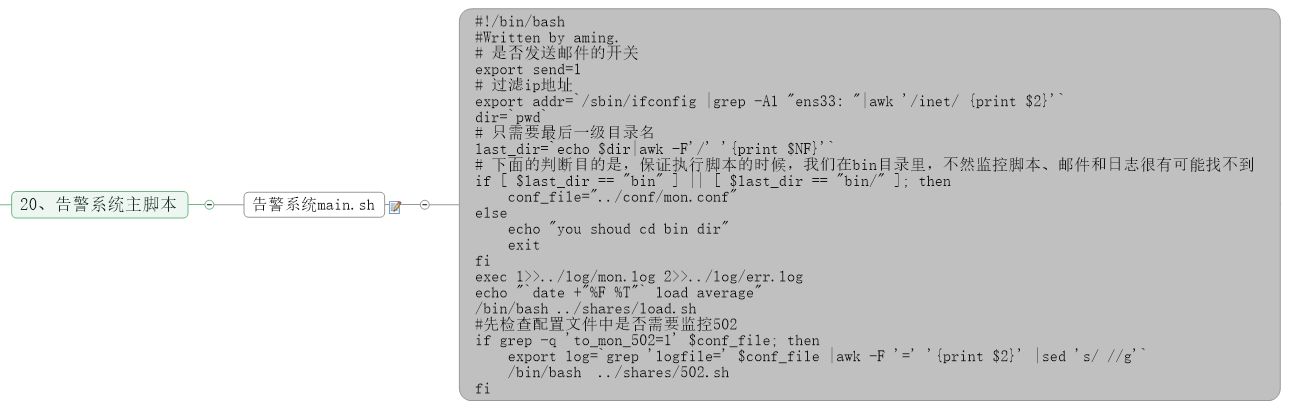 20、告警系统主脚本
告警系统main.sh
#!/bin/bash
#Written by aming.
# 是否发送邮件的开关
export send=1
# 过滤ip地址
export addr=`/sbin/ifconfig |grep -A1 "ens33: "|awk '/inet/ {print $2}'`
dir=`pwd`
# 只需要最后一级目录名
last_dir=`echo $dir|awk -F'/' '{print $NF}'`
# 下面的判断目的是，保证执行脚本的时候，我们在bin目录里，不然监控脚本、邮件和日志很有可能找不到
if [ $last_dir == "bin" ] || [ $last_dir == "bin/" ]; then
    conf_file="../conf/mon.conf"
else
    echo "you shoud cd bin dir"
    exit
fi
exec 1>>../log/mon.log 2>>../log/err.log
echo "`date +"%F %T"` load average"
/bin/bash ../shares/load.sh
#先检查配置文件中是否需要监控502
if grep -q 'to_mon_502=1' $conf_file; then
    export log=`grep 'logfile=' $conf_file |awk -F '=' '{print $2}' |sed 's/ //g'`
    /bin/bash  ../shares/502.sh
fi